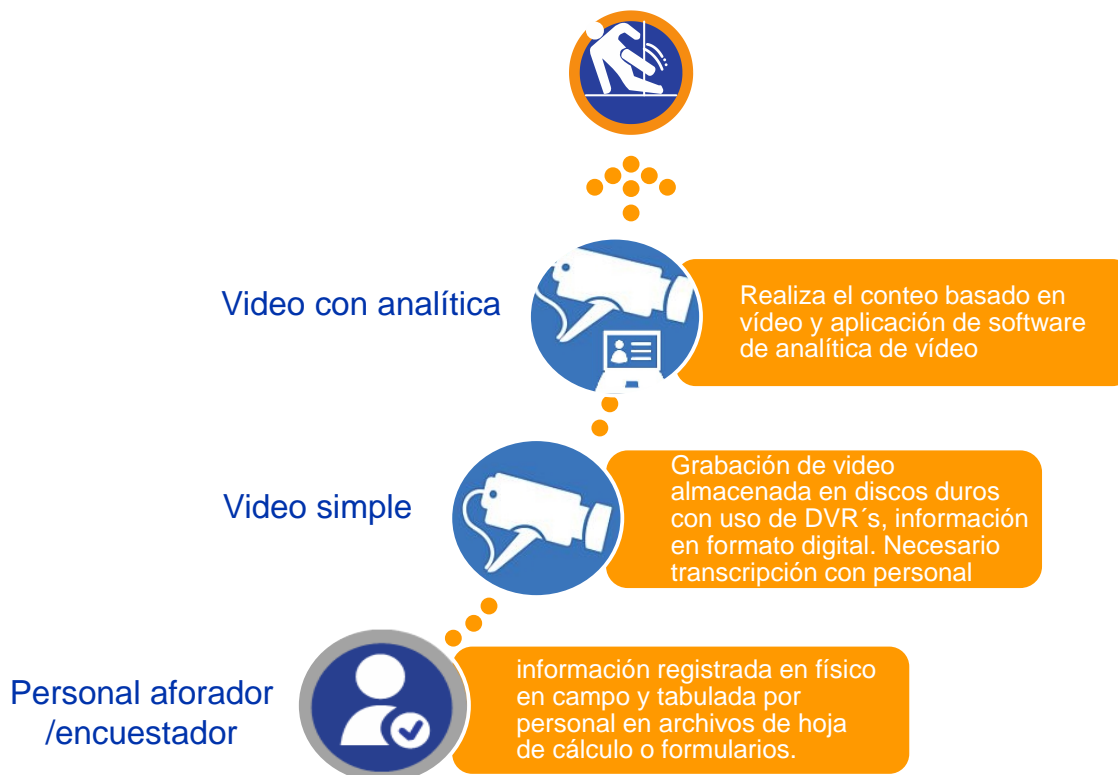 Video con analítica
Realiza el conteo basado en
vídeo y aplicación de software
de analítica de vídeo
Video simple
Grabación de video
almacenada en discos duros
con uso de DVR´s, información
en formato digital. Necesario
transcripción con personal
Personal aforador
/encuestador
información registrada en físico
en campo y tabulada por
personal en archivos de hoja
de cálculo o formularios.